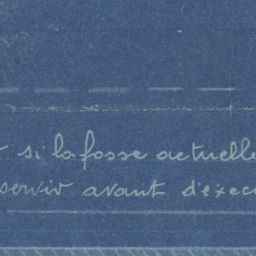 si la fosse actuelle
servir avant d'exec